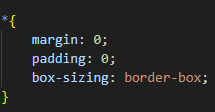 *{
    margin: 0;
    padding: 0;
    box-sizing: border-box;
}